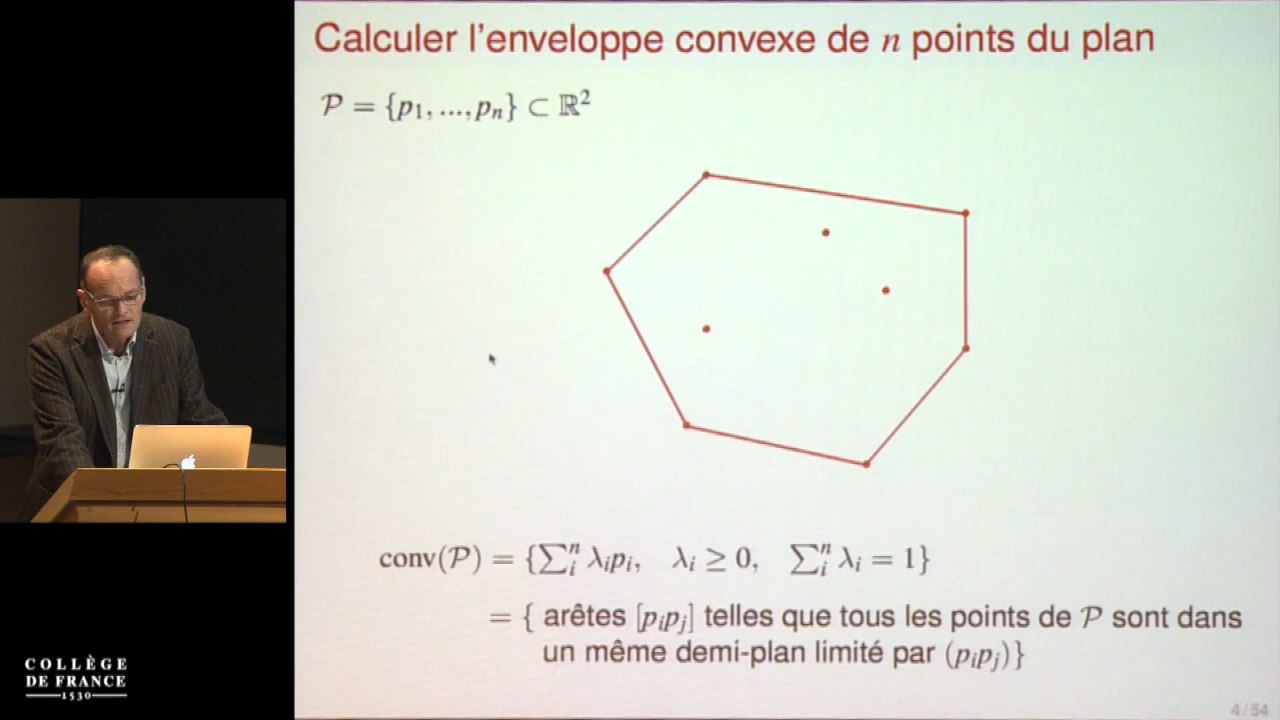 Calculer l'enveloppe convexe de n points du plan
𝒫 = {p₁, ..., pₙ} ⊂ ℝ²
conv(𝒫) = {∑ᵢⁿ λᵢpᵢ, λᵢ ≥ 0, ∑ᵢⁿ λᵢ = 1}
= { arêtes [pᵢpⱼ] telles que tous les points de 𝒫 sont dans
un même demi-plan limité par (pᵢpⱼ)}
COLLÈGE
DE FRANCE
1530
4 / 54